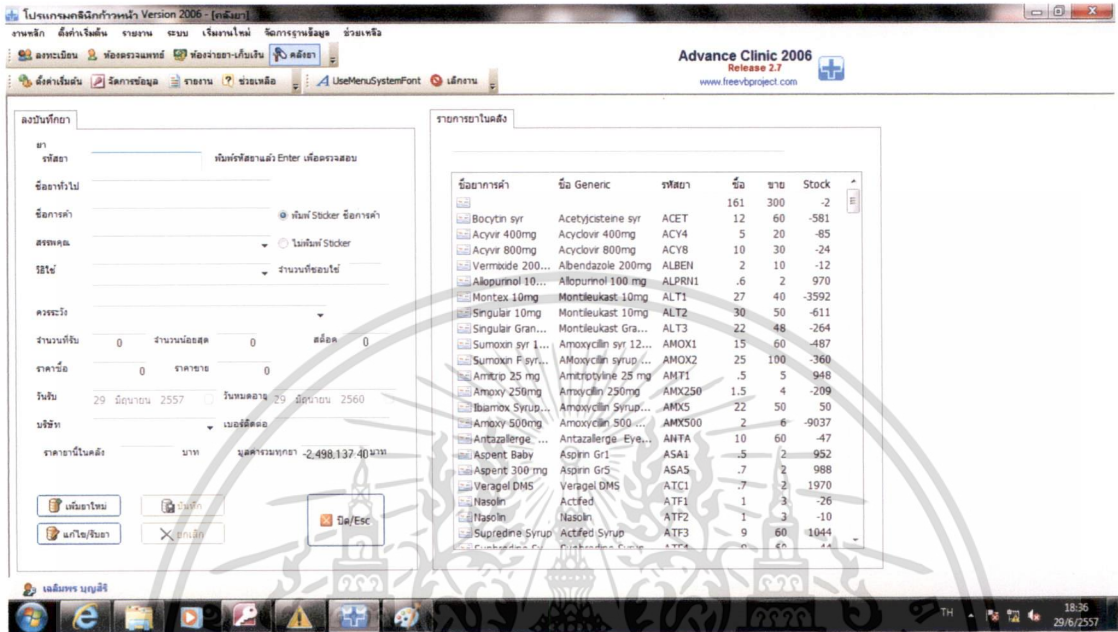 โปรแกรมคลินิกก้าวหน้า Version 2006 - [คลังยา]
งานหลัก ตั้งค่าเริ่มต้น รายงาน ระบบ เริ่มงานใหม่ จัดการฐานข้อมูล ช่วยเหลือ
ลงทะเบียน ห้องตรวจแพทย์ ห้องจ่ายยา-เก็บเงิน คลังยา
ตั้งค่าเริ่มต้น จัดการข้อมูล รายงาน ช่วยเหลือ UseMenuSystemFont เลิกงาน
Advance Clinic 2006
Release 2.7
www.freevbproject.com
ลงบันทึกยา
ยา
รหัสยา พิมพ์รหัสยาแล้ว Enter เพื่อตรวจสอบ
ชื่อยาทั่วไป
ชื่อการค้า พิมพ์ Sticker ชื่อการค้า
สรรพคุณ ไม่พิมพ์ Sticker
วิธีใช้ จำนวนที่ชอบใช้
ควรระวัง
จำนวนที่รับ 0 จำนวนน้อยสุด 0 สต็อค 0
ราคาซื้อ 0 ราคาขาย 0
วันรับ 29 มิถุนายน 2557 วันหมดอายุ 29 มิถุนายน 2560
บริษัท เบอร์ติดต่อ
ราคายานี้ในคลัง บาท มูลค่ารวมทุกยา -2,498,137.40 บาท
เพิ่มยาใหม่ บันทึก
แก้ไข/รับยา ยกเลิก
ปิด/Esc
รายการยาในคลัง
ชื่อยาการค้า ชื่อ Generic รหัสยา ซื้อ ขาย Stock
161 300 -2
Bocytin syr Acetylcisteine syr ACET 12 60 -581
Acyvir 400mg Acyclovir 400mg ACY4 5 20 -85
Acyvir 800mg Acyclovir 800mg ACY8 10 30 -24
Vermixide 200... Albendazole 200mg ALBEN 2 10 -12
Allopurinol 10... Allopurinol 100 mg ALPRN1 .6 2 970
Montex 10mg Montileukast 10mg ALT1 27 40 -3592
Singulair 10mg Montileukast 10mg ALT2 30 50 -611
Singulair Gran... Montileukast Gra... ALT3 22 48 -264
Sumoxin syr 1... Amoxycilin syr 12... AMOX1 15 60 -487
Sumoxin F syr... AMoxycilin syrup ... AMOX2 25 100 -360
Amitrip 25 mg Amitriptyline 25 mg AMT1 .5 5 948
Amoxy 250mg Amxycilin 250mg AMX250 1.5 4 -209
Ibiamox Syrup... Amoxycilin Syrup... AMX5 22 50 50
Amoxy 500mg Amoxycilin 500 ... AMX500 2 6 -9037
Antazallerge ... Antazallerge Eye... ANTA 10 60 -47
Aspent Baby Aspirin Gr1 ASA1 .5 2 952
Aspent 300 mg Aspirin Gr5 ASA5 .7 2 988
Veragel DMS Veragel DMS ATC1 .7 2 1970
Nasolin Actifed ATF1 1 3 -26
Nasolin Nasolin ATF2 1 3 -10
Supredine Syrup Actifed Syrup ATF3 9 60 1044
เฉลิมพร บุญสิริ
TH 18:36
29/6/2557